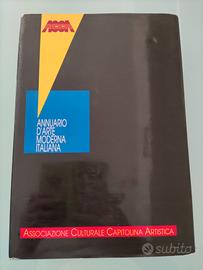 ACCA
ANNUARIO
D'ARTE
MODERNA
ITALIANA
ASSOCIAZIONE CULTURALE CAPITOLINA ARTISTICA
subito